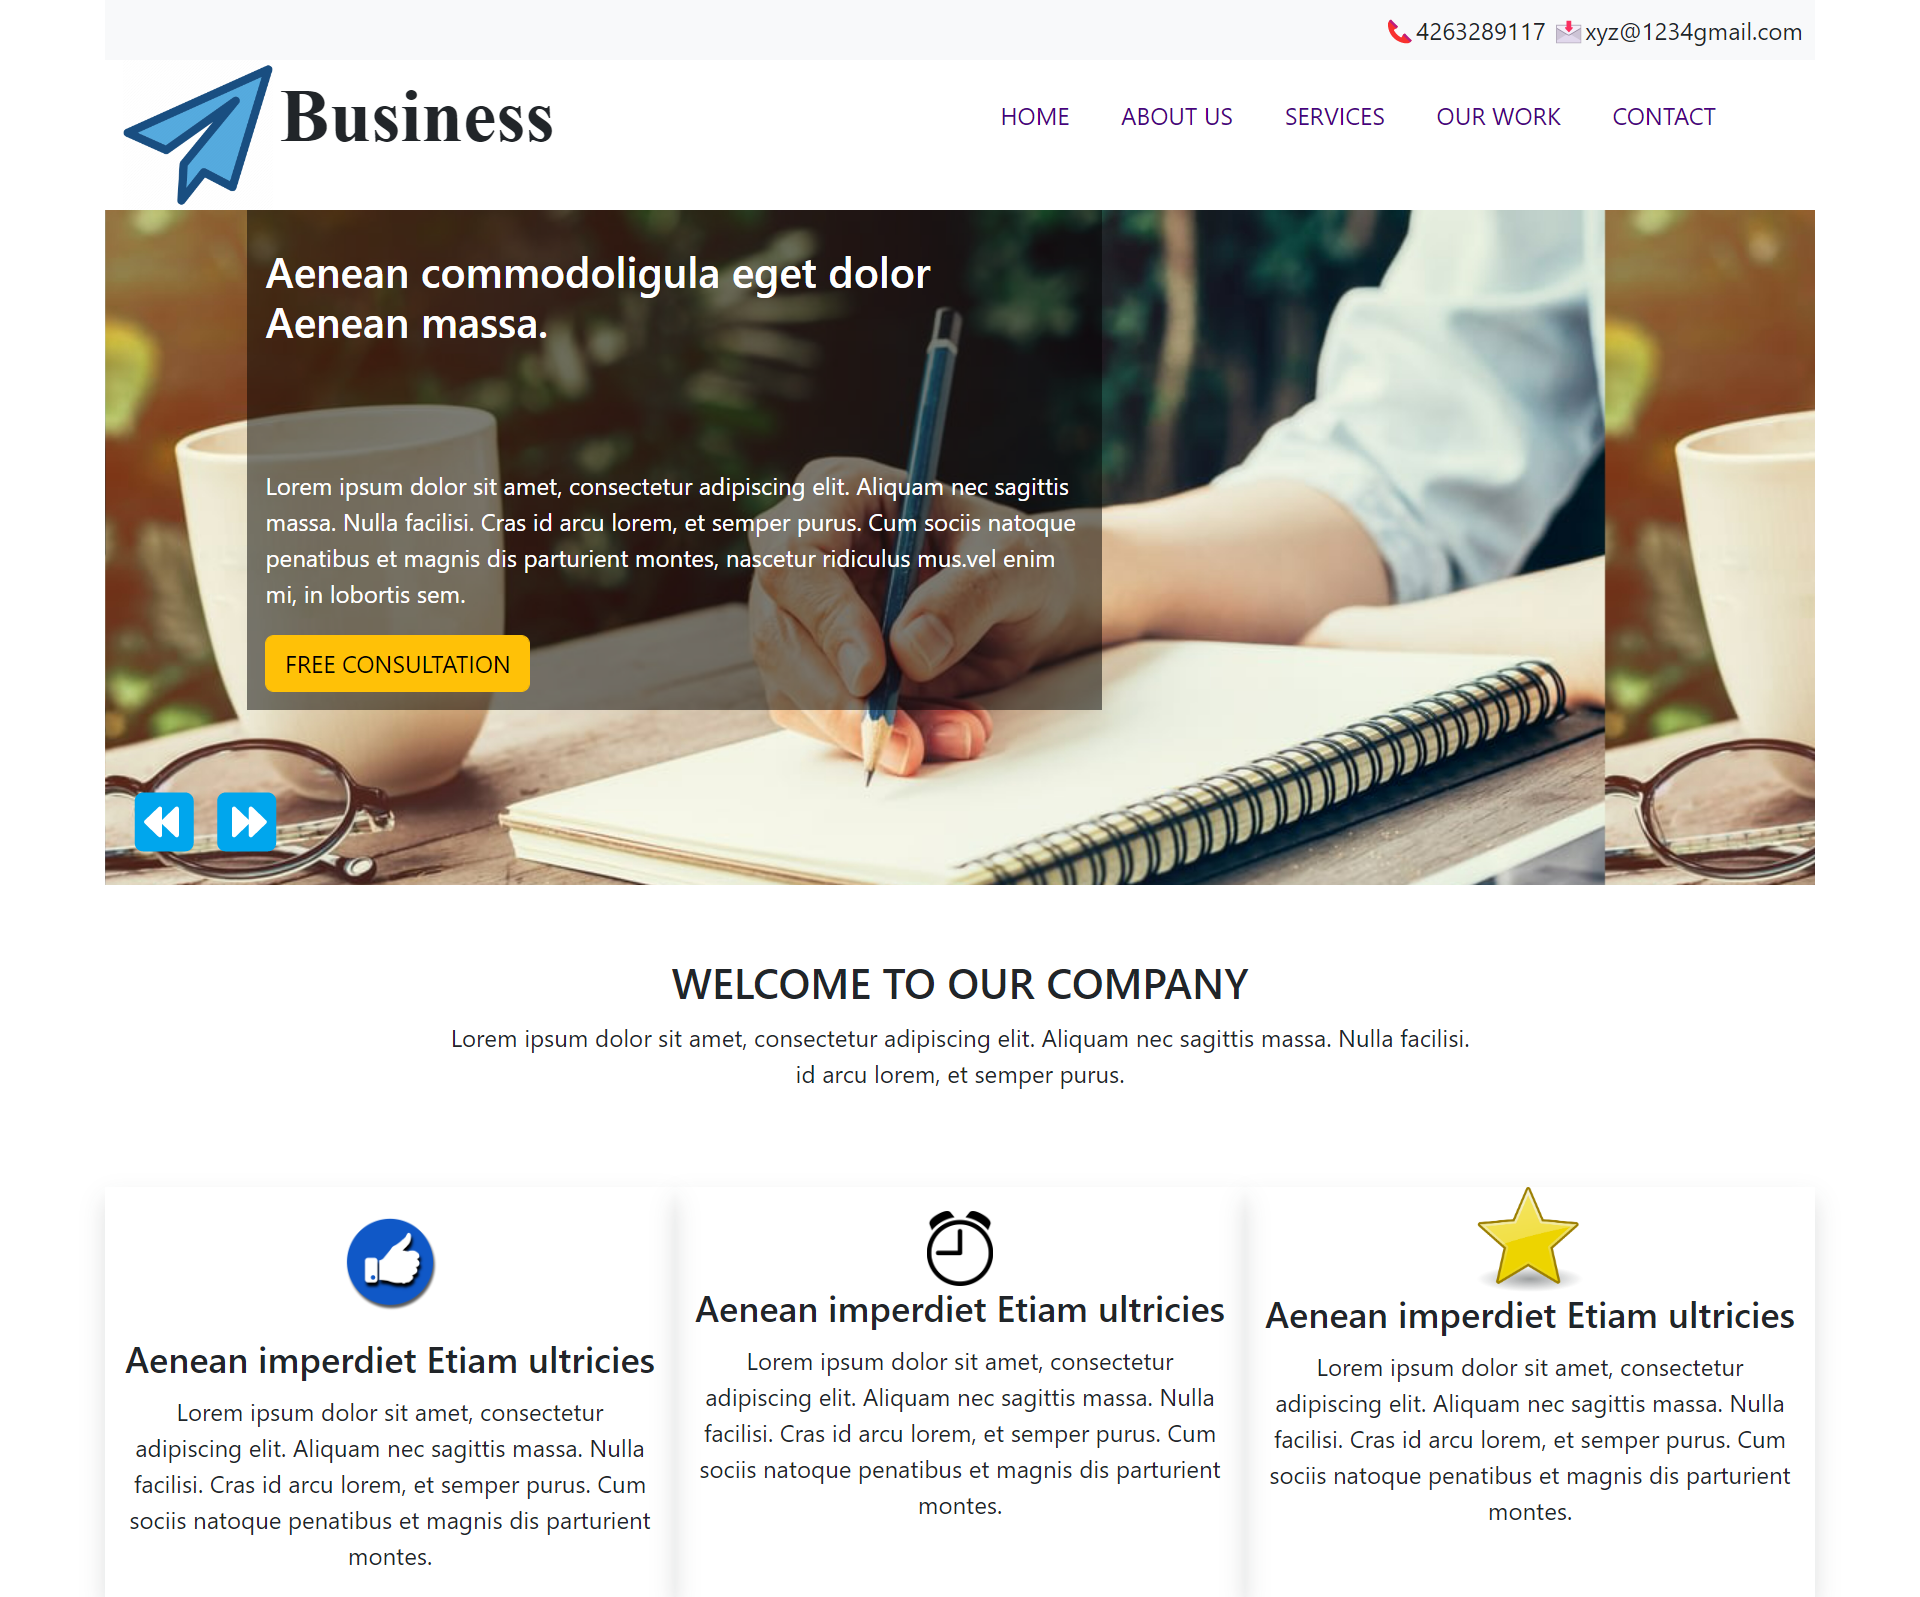 4263289117 xyz@1234gmail.com
Business
HOME ABOUT US SERVICES OUR WORK CONTACT
Aenean commodoligula eget dolor
Aenean massa.
Lorem ipsum dolor sit amet, consectetur adipiscing elit. Aliquam nec sagittis
massa. Nulla facilisi. Cras id arcu lorem, et semper purus. Cum sociis natoque
penatibus et magnis dis parturient montes, nascetur ridiculus mus.vel enim
mi, in lobortis sem.
FREE CONSULTATION
WELCOME TO OUR COMPANY
Lorem ipsum dolor sit amet, consectetur adipiscing elit. Aliquam nec sagittis massa. Nulla facilisi.
id arcu lorem, et semper purus.
Aenean imperdiet Etiam ultricies
Lorem ipsum dolor sit amet, consectetur
adipiscing elit. Aliquam nec sagittis massa. Nulla
facilisi. Cras id arcu lorem, et semper purus. Cum
sociis natoque penatibus et magnis dis parturient
montes.
Aenean imperdiet Etiam ultricies
Lorem ipsum dolor sit amet, consectetur
adipiscing elit. Aliquam nec sagittis massa. Nulla
facilisi. Cras id arcu lorem, et semper purus. Cum
sociis natoque penatibus et magnis dis parturient
montes.
Aenean imperdiet Etiam ultricies
Lorem ipsum dolor sit amet, consectetur
adipiscing elit. Aliquam nec sagittis massa. Nulla
facilisi. Cras id arcu lorem, et semper purus. Cum
sociis natoque penatibus et magnis dis parturient
montes.